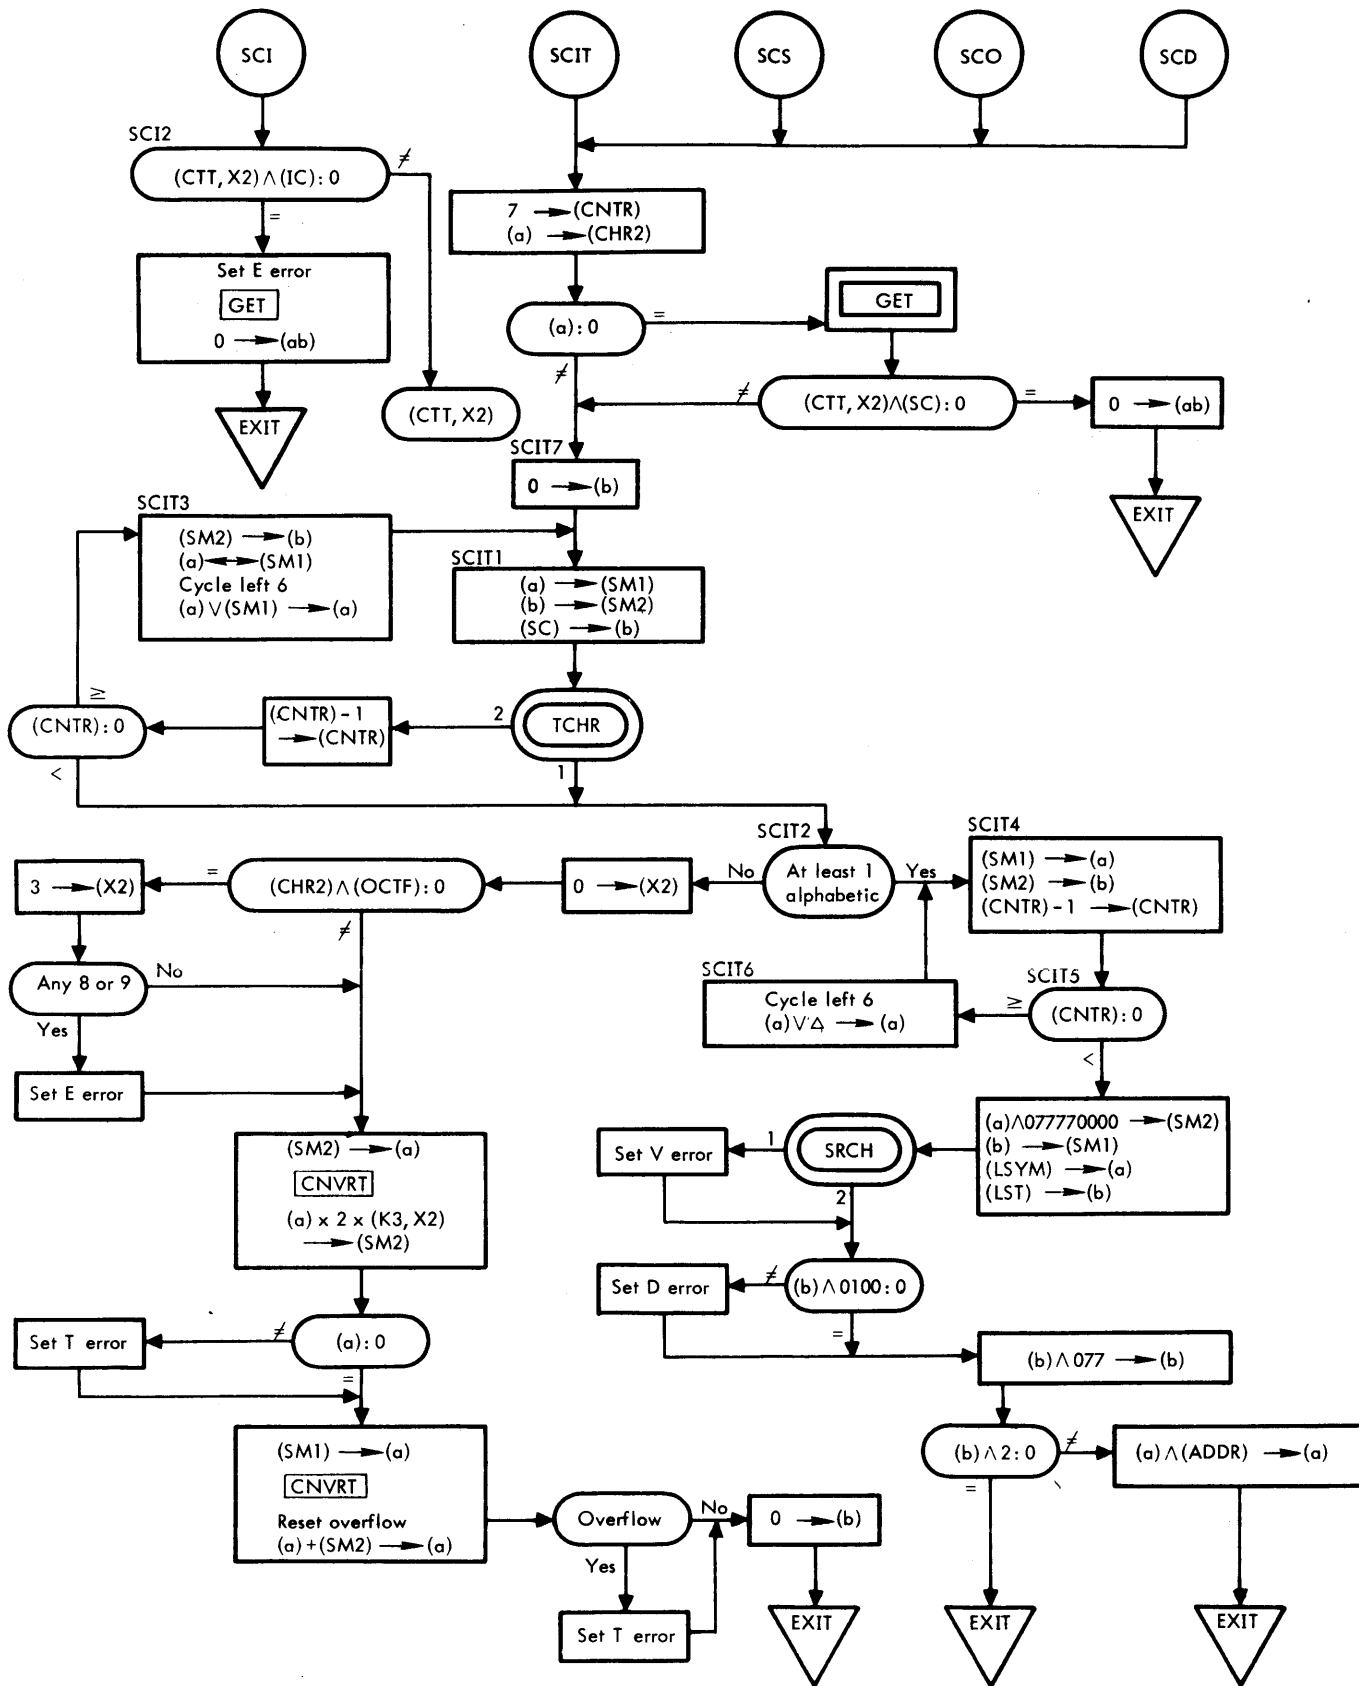 SCI
SCIT
SCS
SCO
SCD
SCI2
(CTT, X2)∧(IC): 0
≠
=
7 → (CNTR)
(a) → (CHR2)
Set E error
GET
0 → (ab)
(a): 0
=
GET
≠
(CTT, X2)
≠
(CTT, X2)∧(SC): 0
=
0 → (ab)
EXIT
SCIT7
0 → (b)
EXIT
SCIT3
(SM2) → (b)
(a) ↔ (SM1)
Cycle left 6
(a)∨(SM1) → (a)
SCIT1
(a) → (SM1)
(b) → (SM2)
(SC) → (b)
≥
(CNTR): 0
<
(CNTR)-1
→ (CNTR)
2
TCHR
1
SCIT2
At least 1
alphabetic
No
Yes
SCIT4
(SM1) → (a)
(SM2) → (b)
(CNTR)-1 → (CNTR)
3 → (X2)
=
(CHR2)∧(OCTF): 0
≠
0 → (X2)
Any 8 or 9
No
Yes
SCIT6
Cycle left 6
(a)∨Δ → (a)
SCIT5
≥
(CNTR): 0
<
Set E error
(SM2) → (a)
CNVRT
(a) x 2 x (K3, X2)
→ (SM2)
Set V error
1
SRCH
2
(a)∧077770000 → (SM2)
(b) → (SM1)
(LSYM) → (a)
(LST) → (b)
Set D error
≠
(b)∧0100: 0
=
Set T error
≠
(a): 0
=
(b)∧077 → (b)
(SM1) → (a)
CNVRT
Reset overflow
(a)+(SM2) → (a)
(b)∧2: 0
≠
=
(a)∧(ADDR) → (a)
Overflow
No
Yes
0 → (b)
Set T error
EXIT
EXIT
EXIT